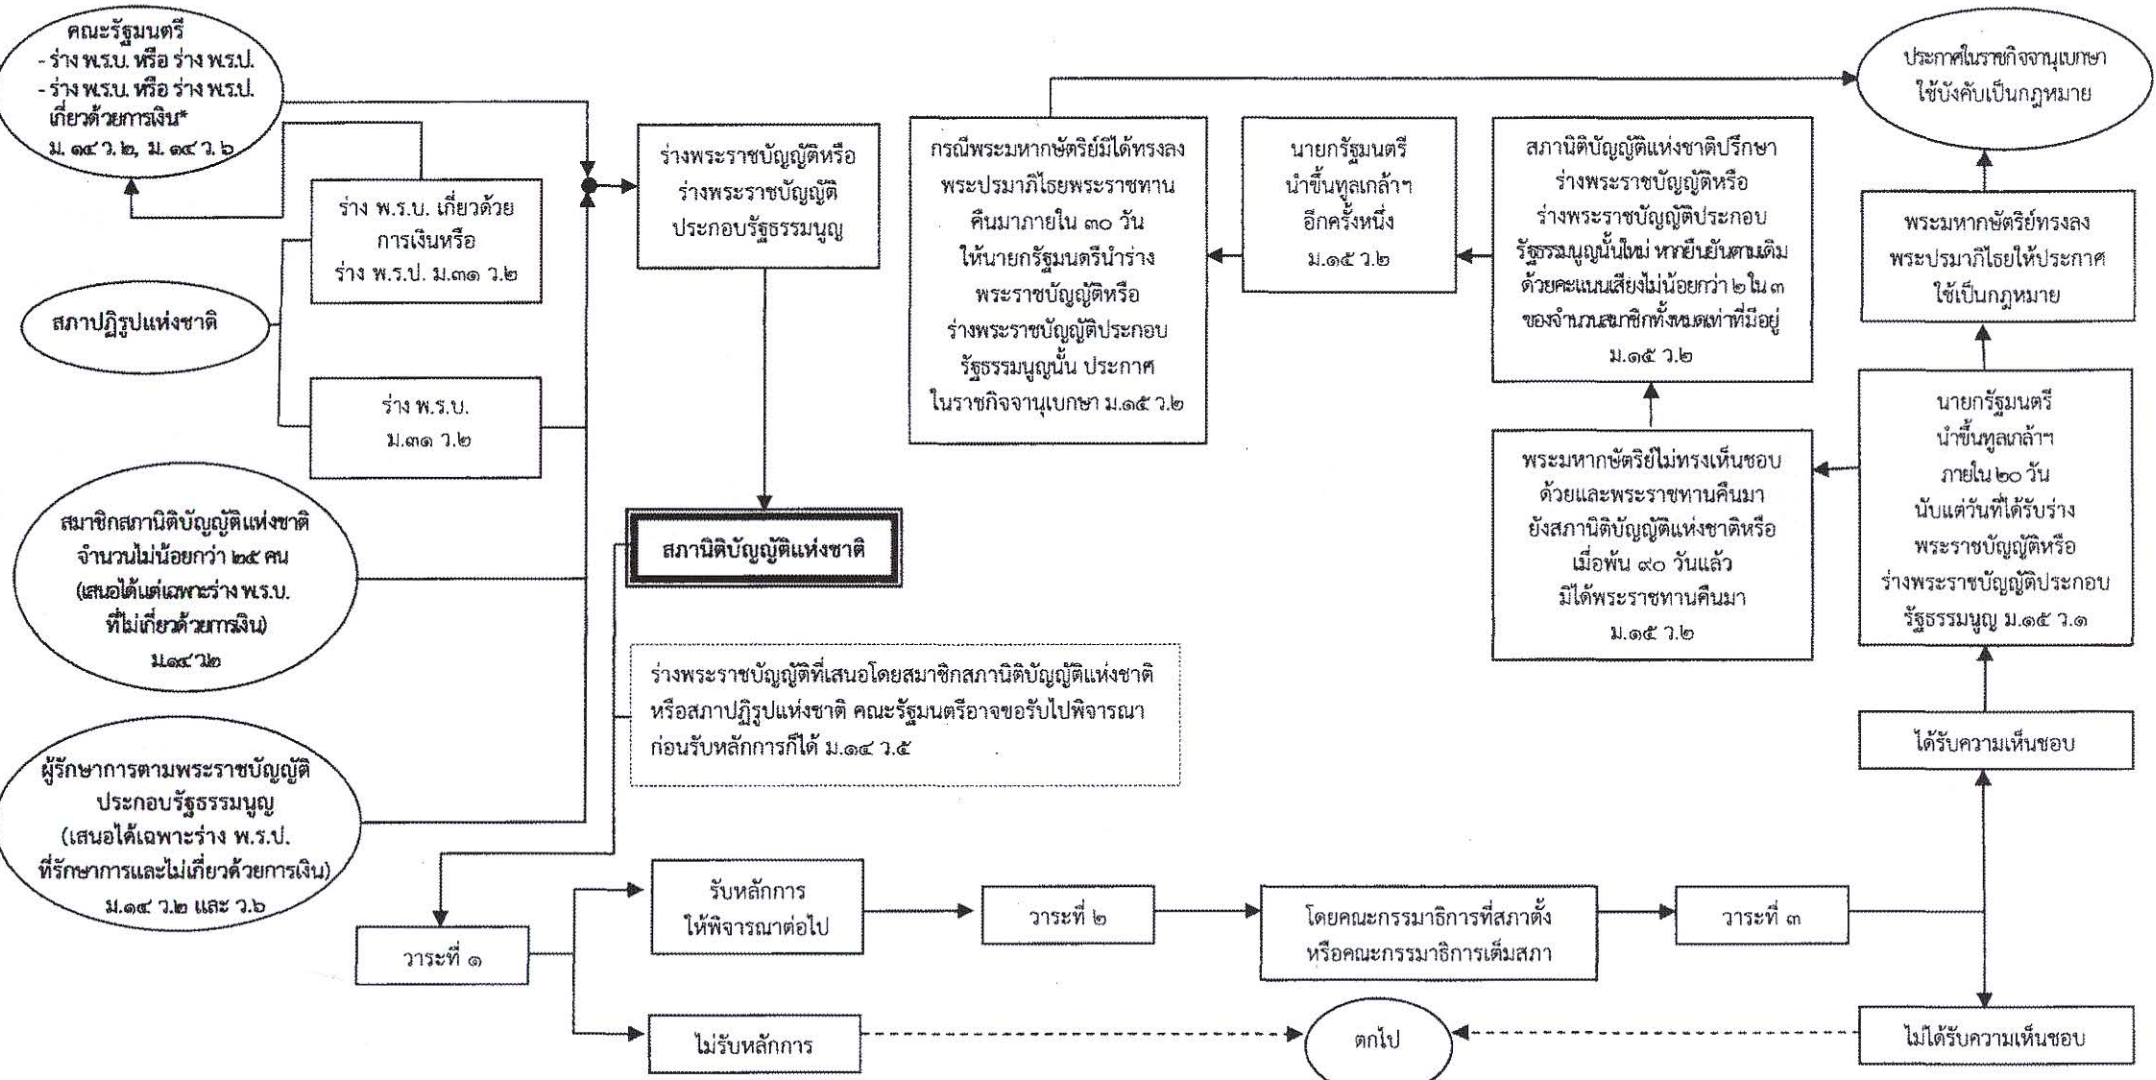 คณะรัฐมนตรี
- ร่าง พ.ร.บ. หรือ ร่าง พ.ร.ป.
- ร่าง พ.ร.บ. หรือ ร่าง พ.ร.ป.
เกี่ยวด้วยการเงิน*
ม. ๑๔ ว. ๒, ม. ๑๔ ว. ๖
ร่าง พ.ร.บ. เกี่ยวด้วย
การเงินหรือ
ร่าง พ.ร.ป. ม.๓๑ ว.๒
สภาปฏิรูปแห่งชาติ
ร่าง พ.ร.บ.
ม.๓๑ ว.๒
สมาชิกสภานิติบัญญัติแห่งชาติ
จำนวนไม่น้อยกว่า ๒๕ คน
(เสนอได้แต่เฉพาะร่าง พ.ร.บ.
ที่ไม่เกี่ยวด้วยการเงิน)
ม.๑๔ ว๒
ผู้รักษาการตามพระราชบัญญัติ
ประกอบรัฐธรรมนูญ
(เสนอได้เฉพาะร่าง พ.ร.ป.
ที่รักษาการและไม่เกี่ยวด้วยการเงิน)
ม.๑๔ ว.๒ และ ว.๖
ร่างพระราชบัญญัติหรือ
ร่างพระราชบัญญัติ
ประกอบรัฐธรรมนูญ
สภานิติบัญญัติแห่งชาติ
ร่างพระราชบัญญัติที่เสนอโดยสมาชิกสภานิติบัญญัติแห่งชาติ
หรือสภาปฏิรูปแห่งชาติ คณะรัฐมนตรีอาจขอรับไปพิจารณา
ก่อนรับหลักการก็ได้ ม.๑๔ ว.๕
วาระที่ ๑
รับหลักการ
ให้พิจารณาต่อไป
ไม่รับหลักการ
วาระที่ ๒
โดยคณะกรรมาธิการที่สภาตั้ง
หรือคณะกรรมาธิการเต็มสภา
วาระที่ ๓
ตกไป
ไม่ได้รับความเห็นชอบ
ได้รับความเห็นชอบ
นายกรัฐมนตรี
นำขึ้นทูลเกล้าฯ
ภายใน ๒๐ วัน
นับแต่วันที่ได้รับร่าง
พระราชบัญญัติหรือ
ร่างพระราชบัญญัติประกอบ
รัฐธรรมนูญ ม.๑๕ ว.๑
พระมหากษัตริย์ทรงลง
พระปรมาภิไธยให้ประกาศ
ใช้เป็นกฎหมาย
ประกาศในราชกิจจานุเบกษา
ใช้บังคับเป็นกฎหมาย
พระมหากษัตริย์ไม่ทรงเห็นชอบ
ด้วยและพระราชทานคืนมา
ยังสภานิติบัญญัติแห่งชาติหรือ
เมื่อพ้น ๙๐ วันแล้ว
มิได้พระราชทานคืนมา
ม.๑๕ ว.๒
สภานิติบัญญัติแห่งชาติปรึกษา
ร่างพระราชบัญญัติหรือ
ร่างพระราชบัญญัติประกอบ
รัฐธรรมนูญนั้นใหม่ หากยืนยันตามเดิม
ด้วยคะแนนเสียงไม่น้อยกว่า ๒ ใน ๓
ของจำนวนสมาชิกทั้งหมดเท่าที่มีอยู่
ม.๑๕ ว.๒
นายกรัฐมนตรี
นำขึ้นทูลเกล้าฯ
อีกครั้งหนึ่ง
ม.๑๕ ว.๒
กรณีพระมหากษัตริย์มิได้ทรงลง
พระปรมาภิไธยพระราชทาน
คืนมาภายใน ๓๐ วัน
ให้นายกรัฐมนตรีนำร่าง
พระราชบัญญัติหรือ
ร่างพระราชบัญญัติประกอบ
รัฐธรรมนูญนั้น ประกาศ
ในราชกิจจานุเบกษา ม.๑๕ ว.๒